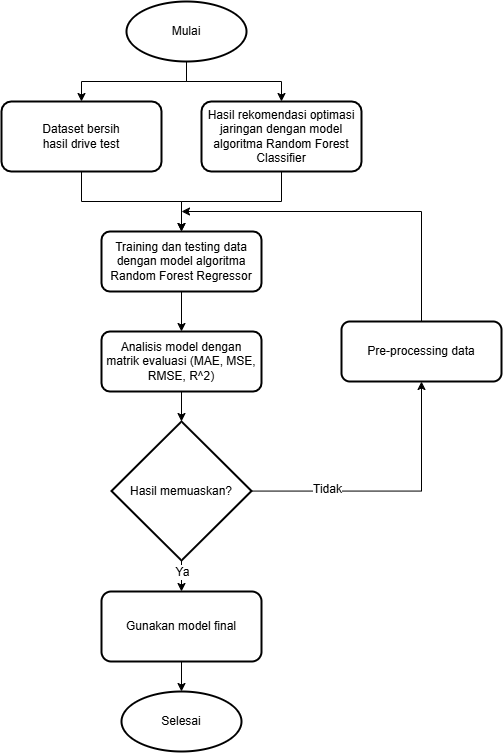 Mulai
Dataset bersih
hasil drive test
Hasil rekomendasi optimasi
jaringan dengan model
algoritma Random Forest
Classifier
Training dan testing data
dengan model algoritma
Random Forest Regressor
Analisis model dengan
matrik evaluasi (MAE, MSE,
RMSE, R^2)
Pre-processing data
Hasil memuaskan?
Tidak
Ya
Gunakan model final
Selesai